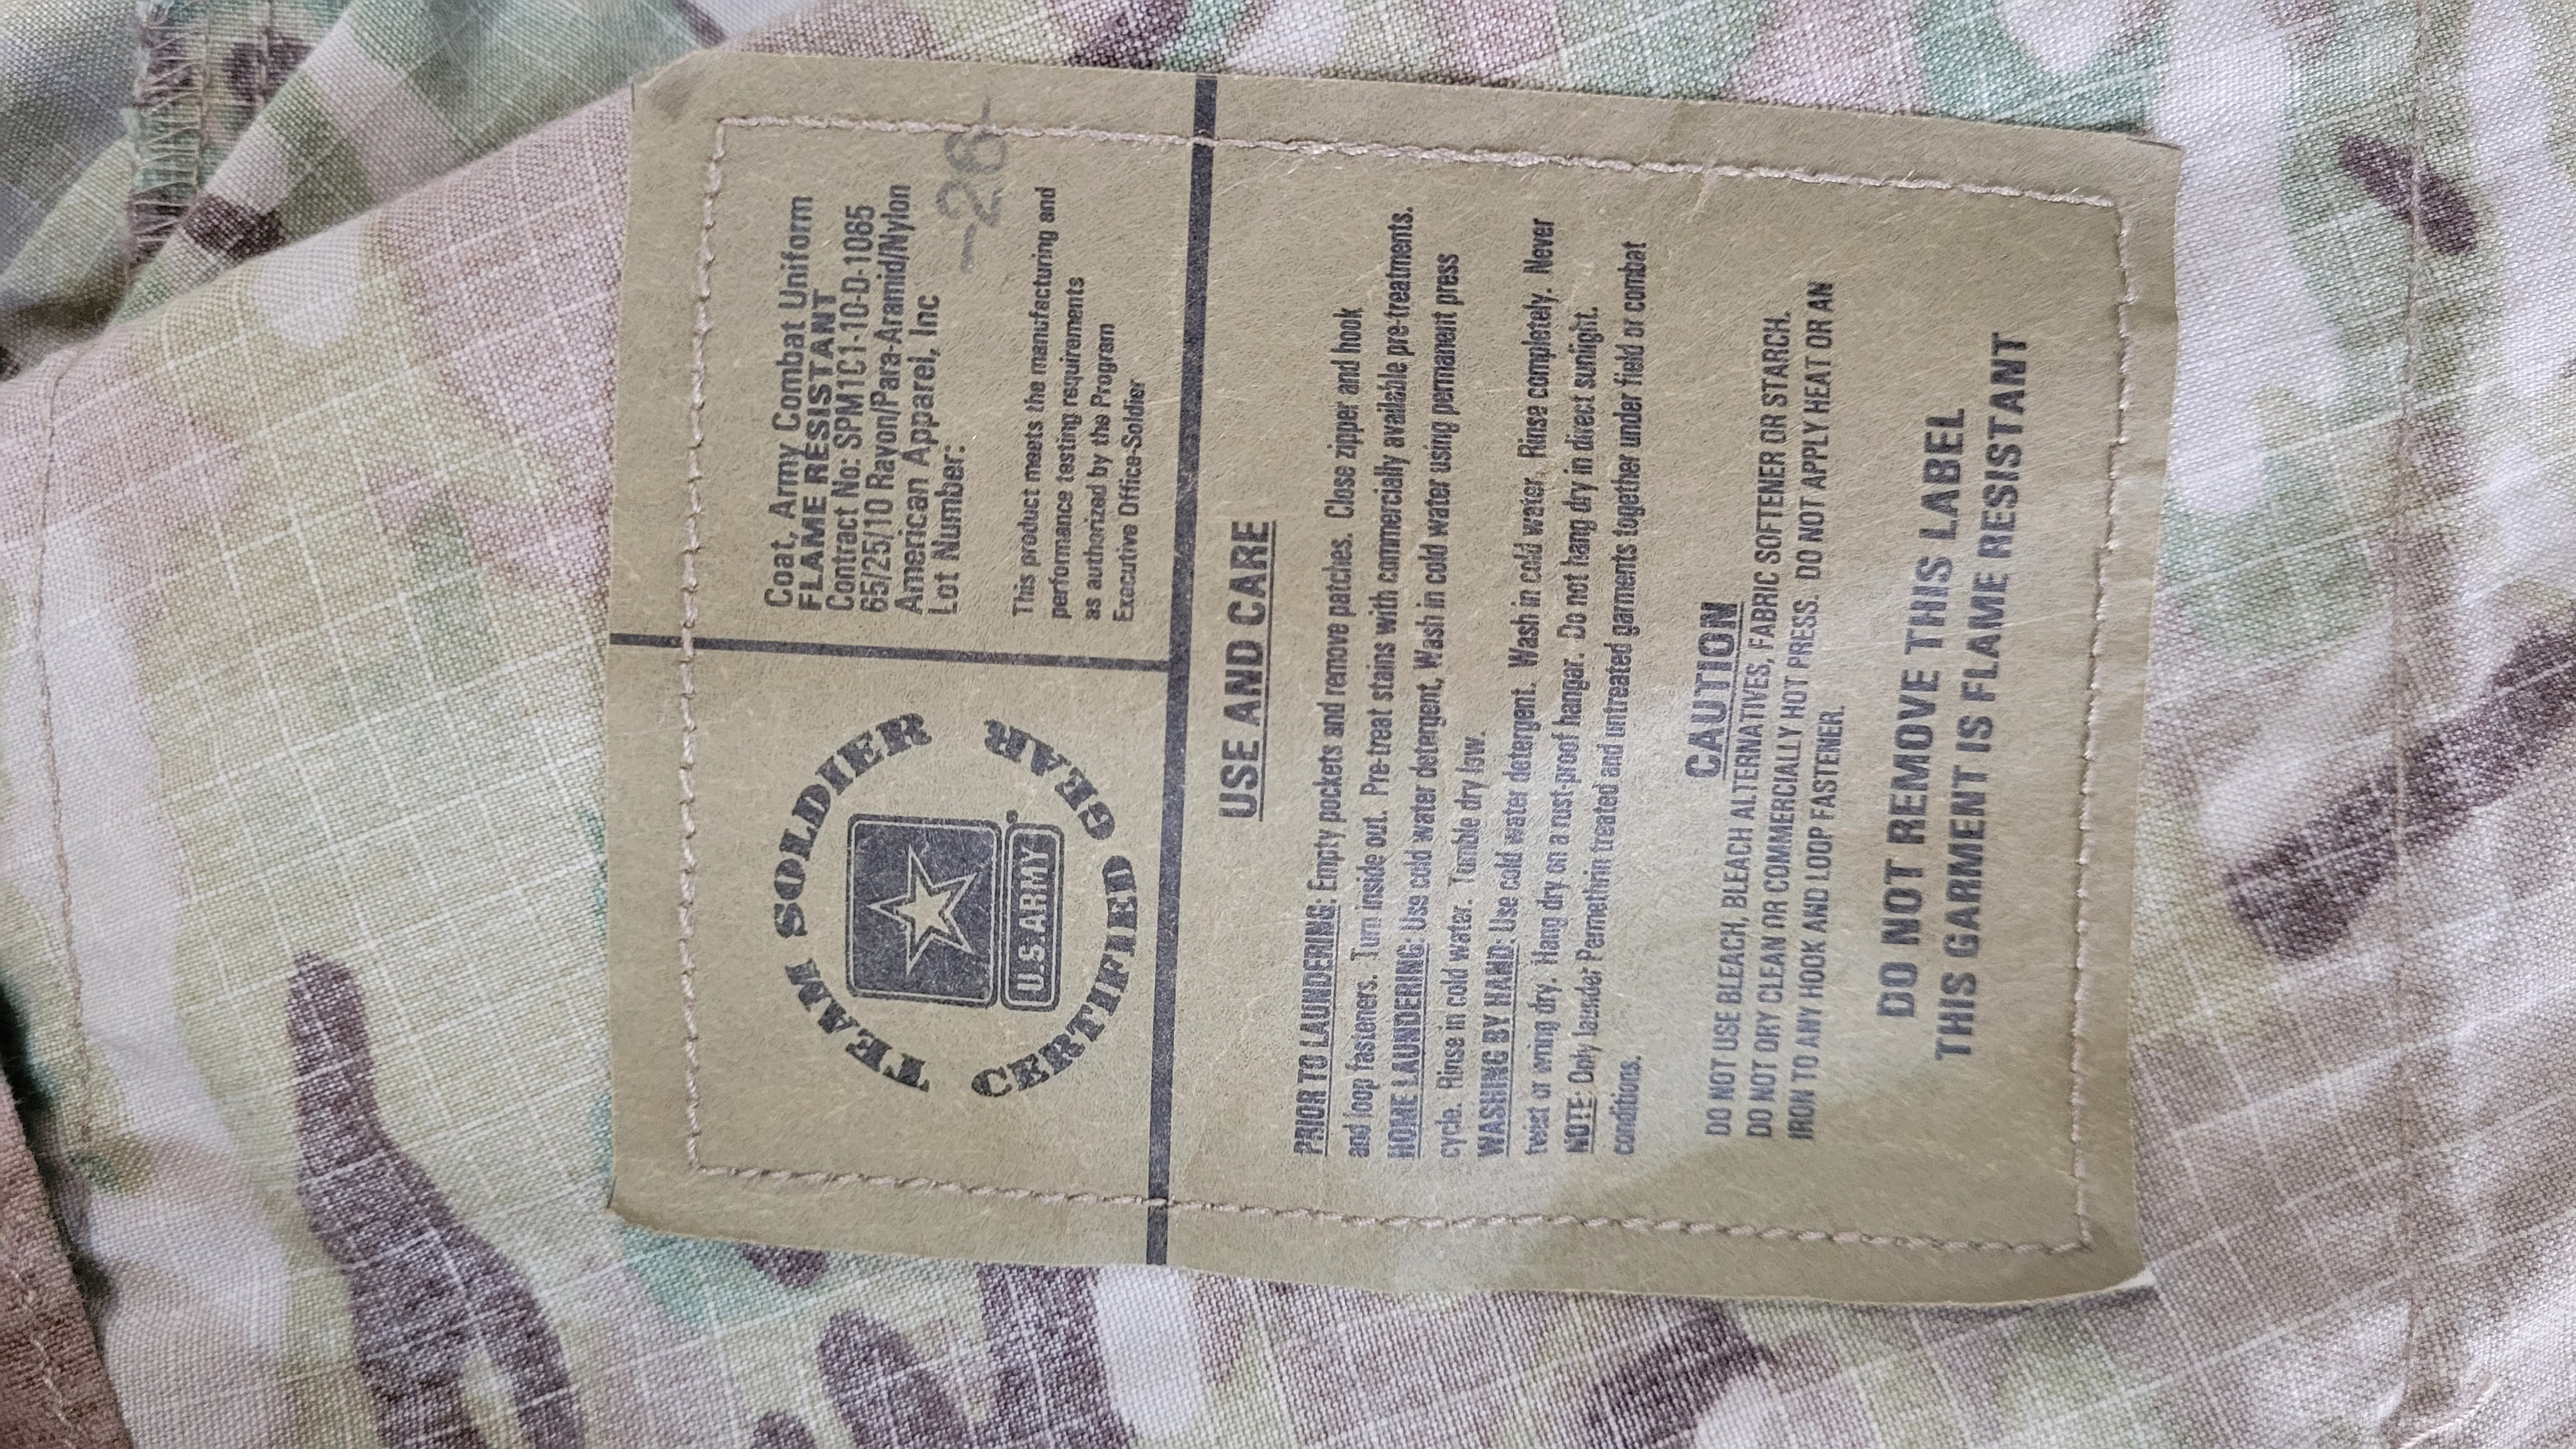 TEAM SOLDIER
U.S.ARMY
CERTIFIED GEAR
Coat, Army Combat Uniform
FLAME RESISTANT
Contract No: SPM1C1-10-D-1065
65/25/10 Rayon/Para-Aramid/Nylon
American Apparel, Inc
Lot Number:
-26-
This product meets the manufacturing and
performance testing requirements
as authorized by the Program
Executive Office-Soldier
USE AND CARE
PRIOR TO LAUNDERING: Empty pockets and remove patches. Close zipper and hook
and loop fasteners. Turn inside out. Pre-treat stains with commercially available pre-treatments.
HOME LAUNDERING: Use cold water detergent, Wash in cold water using permanent press
cycle. Rinse in cold water. Tumble dry low.
WASHING BY HAND: Use cold water detergent. Wash in cold water. Rinse completely. Never
twist or wring dry. Hang dry on a rust-proof hangar. Do not hang dry in direct sunlight.
NOTE: Only launder Permethrin treated and untreated garments together under field or combat
conditions.
CAUTION
DO NOT USE BLEACH, BLEACH ALTERNATIVES, FABRIC SOFTENER OR STARCH.
DO NOT DRY CLEAN OR COMMERCIALLY HOT PRESS. DO NOT APPLY HEAT OR AN
IRON TO ANY HOOK AND LOOP FASTENER.
DO NOT REMOVE THIS LABEL
THIS GARMENT IS FLAME RESISTANT